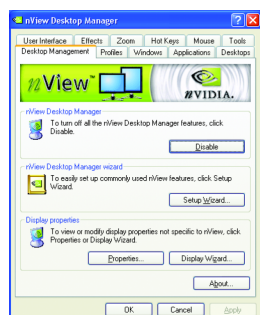 nView Desktop Manager
User Interface Effects Zoom Hot Keys Mouse Tools
Desktop Management Profiles Windows Applications Desktops
nView™ nVIDIA.
nView Desktop Manager
To turn off all the nView Desktop Manager features, click
Disable.
Disable
nView Desktop Manager wizard
To easily set up commonly used nView features, click Setup
Wizard.
Setup Wizard...
Display properties
To view or modify display properties not specific to nView, click
Properties or Display Wizard.
Properties... Display Wizard...
About...
OK Cancel Apply